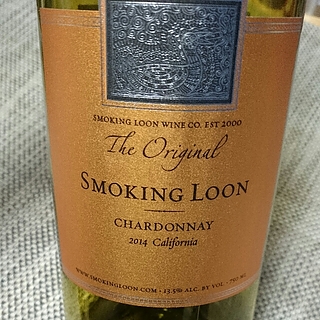 SMOKING LOON WINE CO. EST 2000
The Original
SMOKING LOON
CHARDONNAY
2014 California
WWW.SMOKINGLOON.COM · 13.5% ALC. BY VOL · 750 ML